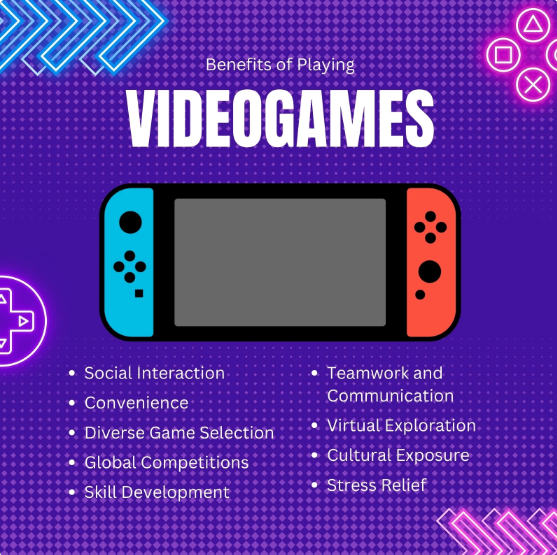 Benefits of Playing
VIDEOGAMES
Social Interaction
Convenience
Diverse Game Selection
Global Competitions
Skill Development
Teamwork and
Communication
Virtual Exploration
Cultural Exposure
Stress Relief